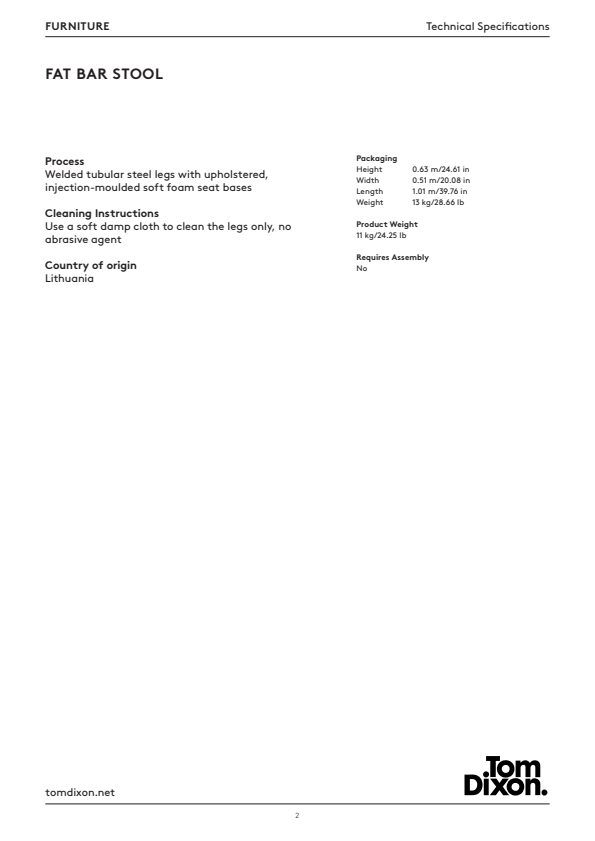 FURNITURE
Technical Specifications
FAT BAR STOOL
Process
Welded tubular steel legs with upholstered,
injection-moulded soft foam seat bases
Cleaning Instructions
Use a soft damp cloth to clean the legs only, no
abrasive agent
Country of origin
Lithuania
Packaging
Height 0.63 m/24.61 in
Width 0.51 m/20.08 in
Length 1.01 m/39.76 in
Weight 13 kg/28.66 lb
Product Weight
11 kg/24.25 lb
Requires Assembly
No
tomdixon.net
.Tom
Dixon.
2